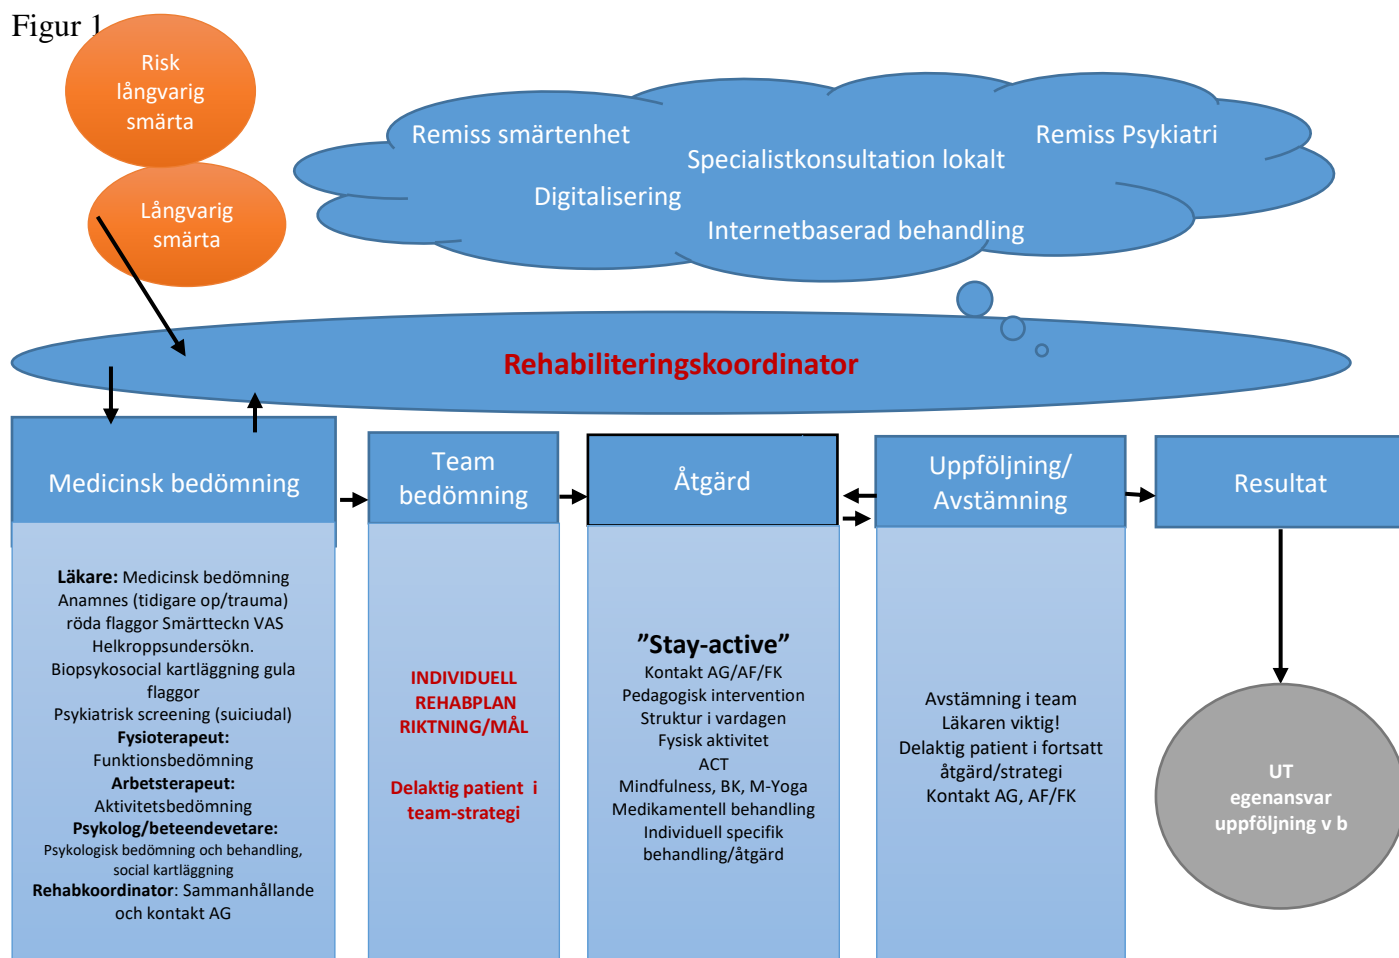 Figur 1
Risk
långvarig
smärta
Långvarig
smärta
Remiss smärtenhet
Remiss Psykiatri
Specialistkonsultation lokalt
Digitalisering
Internetbaserad behandling
Rehabiliteringskoordinator
Medicinsk bedömning
Läkare: Medicinsk bedömning
Anamnes (tidigare op/trauma)
röda flaggor Smärtteckn VAS
Helkroppsundersökn.
Biopsykosocial kartläggning gula
flaggor
Psykiatrisk screening (suiciudal)
Fysioterapeut:
Funktionsbedömning
Arbetsterapeut:
Aktivitetsbedömning
Psykolog/beteendevetare:
Psykologisk bedömning och behandling,
social kartläggning
Rehabkoordinator: Sammanhållande
och kontakt AG
Team
bedömning
INDIVIDUELL
REHABPLAN
RIKTNING/MÅL
Delaktig patient i
team-strategi
Åtgärd
”Stay-active”
Kontakt AG/AF/FK
Pedagogisk intervention
Struktur i vardagen
Fysisk aktivitet
ACT
Mindfulness, BK, M-Yoga
Medikamentell behandling
Individuell specifik
behandling/åtgärd
Uppföljning/
Avstämning
Avstämning i team
Läkaren viktig!
Delaktig patient i fortsatt
åtgärd/strategi
Kontakt AG, AF/FK
Resultat
UT
egenansvar
uppföljning v b